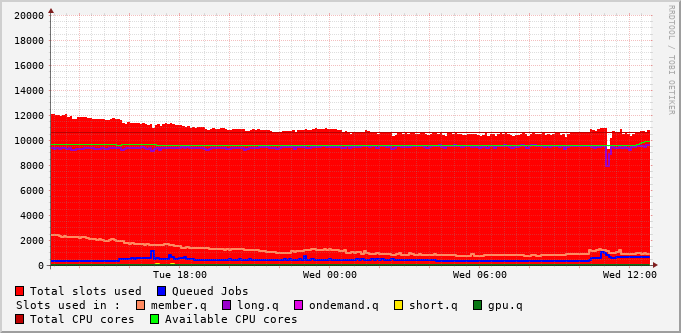 RRDTOOL / TOBI OETIKER
20000
18000
16000
14000
12000
10000
8000
6000
4000
2000
0
Tue 18:00 Wed 00:00 Wed 06:00 Wed 12:00
Total slots used Queued Jobs
Slots used in : member.q long.q ondemand.q short.q gpu.q
Total CPU cores Available CPU cores